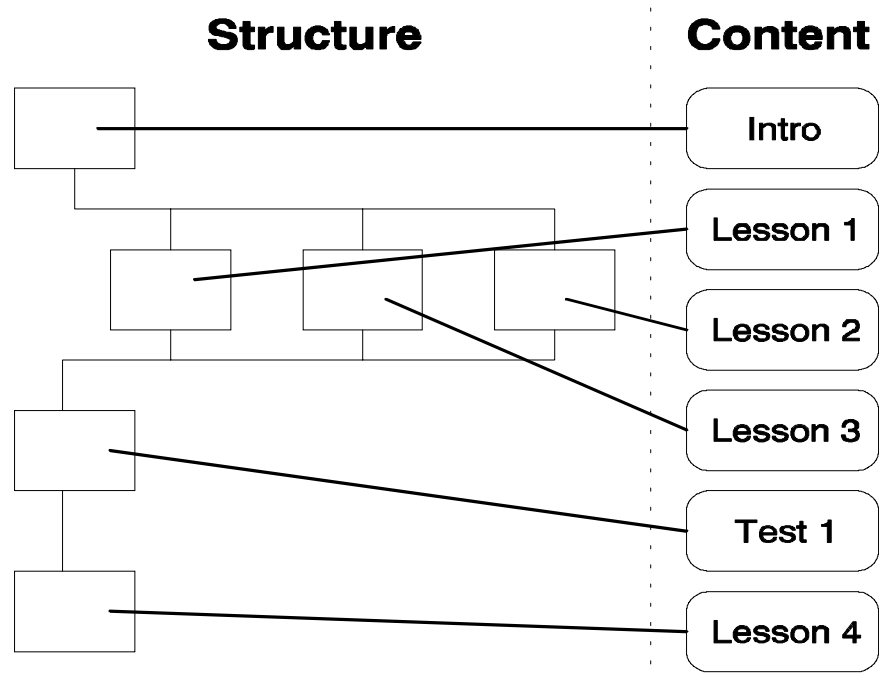 Structure
Content
Intro
Lesson 1
Lesson 2
Lesson 3
Test 1
Lesson 4